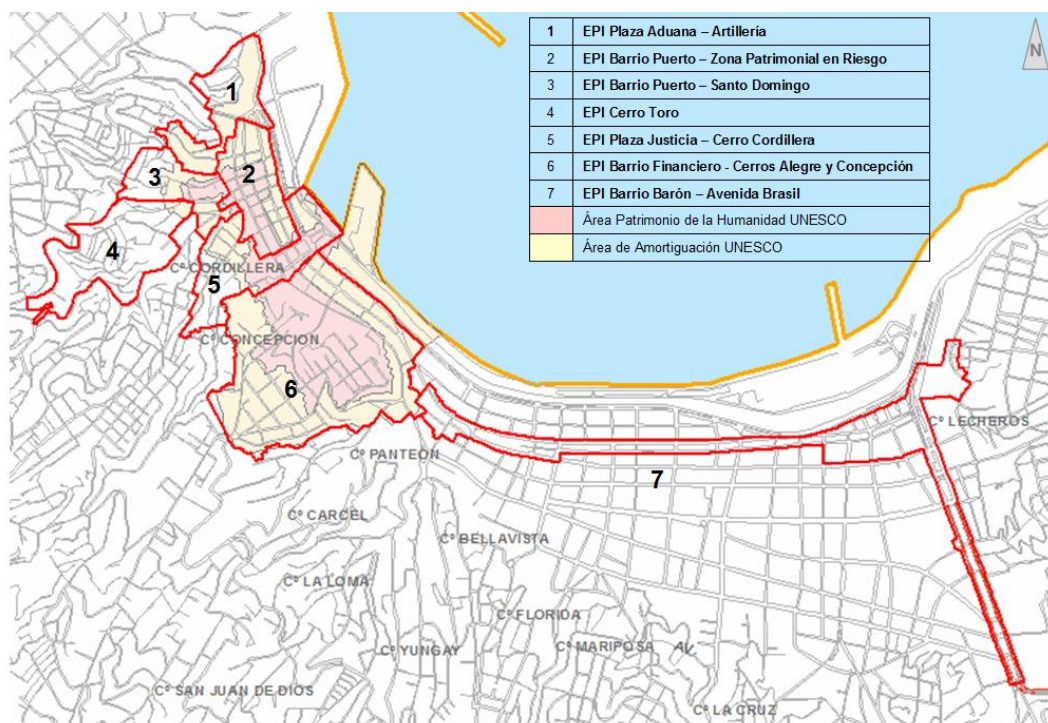 1 EPI Plaza Aduana – Artillería
2 EPI Barrio Puerto – Zona Patrimonial en Riesgo
3 EPI Barrio Puerto – Santo Domingo
4 EPI Cerro Toro
5 EPI Plaza Justicia – Cerro Cordillera
6 EPI Barrio Financiero - Cerros Alegre y Concepción
7 EPI Barrio Barón – Avenida Brasil
Área Patrimonio de la Humanidad UNESCO
Área de Amortiguación UNESCO
N
1
2
3
4
Cº CORDILLERA
5
Cº CONCEPCION
6
Cº LECHEROS
Cº PANTEON
7
Cº CARCEL
Cº BELLAVISTA
Cº LA LOMA
Cº FLORIDA
Cº YUNGAY
Cº MARIPOSA
AV.
Cº SAN JUAN DE DIOS
Cº LA CRUZ